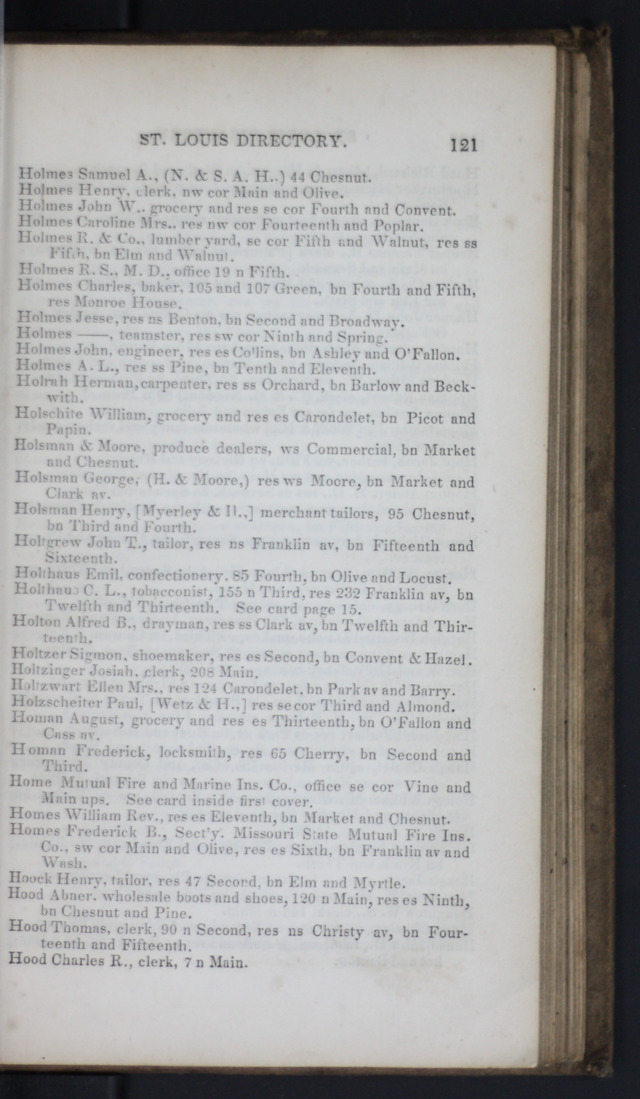 ST. LOUIS DIRECTORY. 121
Holmes Samuel A., (N. & S. A. H..) 44 Chesnut.
Holmes Henry, clerk, nw cor Main and Olive.
Holmes John W.. grocery and res se cor Fourth and Convent.
Holmes Caroline Mrs.. res nw cor Fourteenth and Poplar.
Holmes R. & Co., lumber yard, se cor Fifth and Walnut, res ss
Fifth, bn Elm and Walnut.
Holmes R. S., M. D., office 19 n Fifth.
Holmes Charles, baker, 105 and 107 Green, bn Fourth and Fifth,
res Monroe House.
Holmes Jesse, res ns Benton, bn Second and Broadway.
Holmes ——, teamster, res sw cor Ninth and Spring.
Holmes John, engineer, res es Collins, bn Ashley and O'Fallon.
Holmes A. L., res ss Pine, bn Tenth and Eleventh.
Holrah Herman, carpenter, res ss Orchard, bn Barlow and Beck-
with.
Holschite William, grocery and res es Carondelet, bn Picot and
Papin.
Holsman & Moore, produce dealers, ws Commercial, bn Market
and Chesnut.
Holsman George, (H. & Moore,) res ws Moore, bn Market and
Clark av.
Holsman Henry, [Myerley & H..] merchant tailors, 95 Chesnut,
bn Third and Fourth.
Holtgrew John T., tailor, res ns Franklin av, bn Fifteenth and
Sixteenth.
Holthaus Emil, confectionery, 85 Fourth, bn Olive and Locust.
Holthaus C. L., tobacconist, 155 n Third, res 232 Franklin av, bn
Twelfth and Thirteenth. See card page 15.
Holton Alfred B., drayman, res ss Clark av, bn Twelfth and Thir-
teenth.
Holtzer Sigmon, shoemaker, res es Second, bn Convent & Hazel.
Holtzinger Josiah, clerk, 208 Main.
Holtzwart Ellen Mrs., res 124 Carondelet, bn Park av and Barry.
Holzscheiter Paul, [Wetz & H.,] res se cor Third and Almond.
Homan August, grocery and res es Thirteenth, bn O'Fallon and
Cass av.
Homan Frederick, locksmith, res 65 Cherry, bn Second and
Third.
Home Mutual Fire and Marine Ins. Co., office se cor Vine and
Main ups. See card inside first cover.
Homes William Rev., res es Eleventh, bn Market and Chesnut.
Homes Frederick B., Sect'y. Missouri State Mutual Fire Ins.
Co., sw cor Main and Olive, res es Sixth, bn Franklin av and
Wash.
Hoock Henry, tailor, res 47 Second, bn Elm and Myrtle.
Hood Abner, wholesale boots and shoes, 120 n Main, res es Ninth,
bn Chesnut and Pine.
Hood Thomas, clerk, 90 n Second, res ns Christy av, bn Four-
teenth and Fifteenth.
Hood Charles R., clerk, 7 n Main.